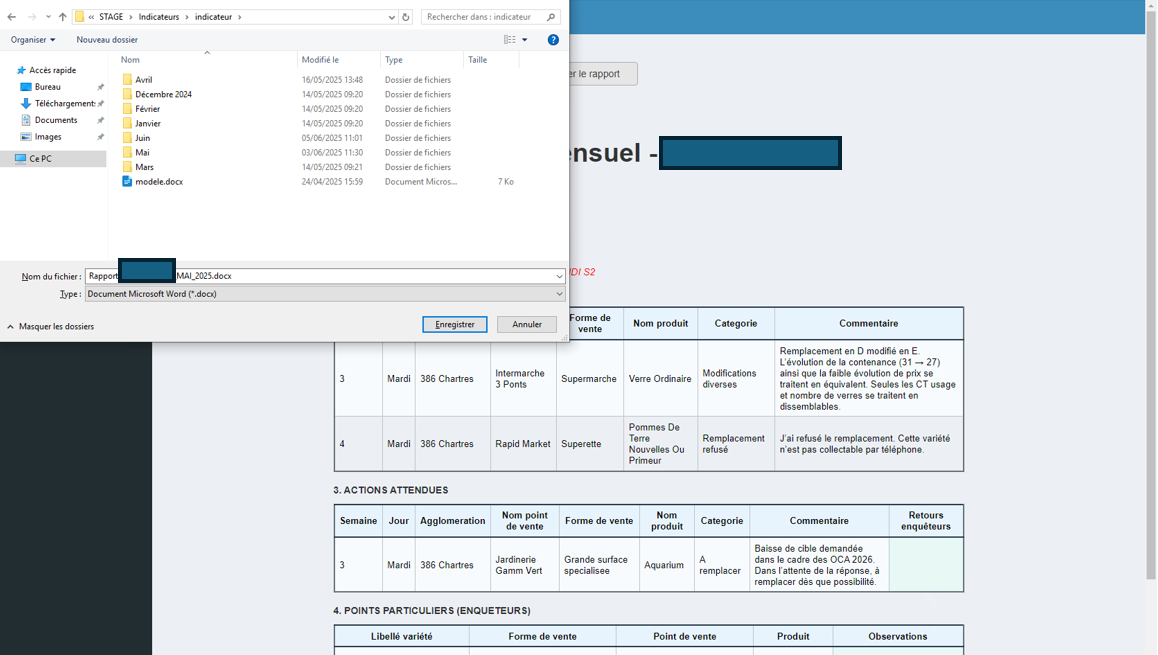 « STAGE › Indicateurs › indicateur ›
Rechercher dans : indicateur
Organiser
Nouveau dossier
er le rapport
Nom
Modifié le
Type
Taille
Accès rapide
Bureau
Téléchargements
Documents
Images
Ce PC
Avril 16/05/2025 13:48 Dossier de fichiers
Décembre 2024 14/05/2025 09:20 Dossier de fichiers
Février 14/05/2025 09:20 Dossier de fichiers
Janvier 14/05/2025 09:20 Dossier de fichiers
Juin 05/06/2025 11:01 Dossier de fichiers
Mai 03/06/2025 11:30 Dossier de fichiers
Mars 14/05/2025 09:21 Dossier de fichiers
modele.docx 24/04/2025 15:59 Document Micros... 7 Ko
ensuel -
Nom du fichier : Rapport MAI_2025.docx
Type : Document Microsoft Word (*.docx)
Masquer les dossiers
Enregistrer
Annuler
DI S2
Forme de
vente
Nom produit
Categorie
Commentaire
3
Mardi
386 Chartres
Intermarche
3 Ponts
Supermarche
Verre Ordinaire
Modifications
diverses
Remplacement en D modifié en E.
L'évolution de la contenance (31 → 27)
ainsi que la faible évolution de prix se
traitent en équivalent. Seules les CT usage
et nombre de verres se traitent en
dissemblables.
4
Mardi
386 Chartres
Rapid Market
Superette
Pommes De
Terre
Nouvelles Ou
Primeur
Remplacement
refusé
J'ai refusé le remplacement. Cette variété
n'est pas collectable par téléphone.
3. ACTIONS ATTENDUES
Semaine
Jour
Agglomeration
Nom point
de vente
Forme de vente
Nom
produit
Categorie
Commentaire
Retours
enquêteurs
3
Mardi
386 Chartres
Jardinerie
Gamm Vert
Grande surface
specialisee
Aquarium
A
remplacer
Baisse de cible demandée
dans le cadre des OCA 2026.
Dans l'attente de la réponse, à
remplacer dès que possibilité.
4. POINTS PARTICULIERS (ENQUETEURS)
Libellé variété
Forme de vente
Point de vente
Produit
Observations